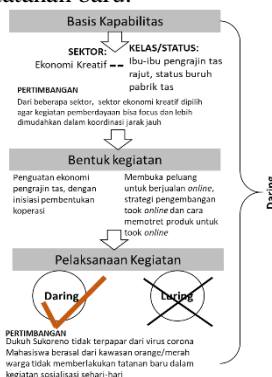 tatanan baru.
Basis Kapabilitas
SEKTOR:
Ekonomi Kreatif
KELAS/STATUS:
Ibu-ibu pengrajin tas
rajut, status buruh
pabrik tas
PERTIMBANGAN
Dari beberapa sektor, sektor ekonomi kreatif dipilih
agar kegiatan pemberdayaan bisa focus dan lebih
dimudahkan dalam koordinasi jarak jauh
Bentuk kegiatan
Penguatan ekonomi
pengrajin tas, dengan
inisiasi pembentukan
koperasi
Membuka peluang
untuk berjualan online,
strategi pengembangan
took online dan cara
memotret produk untuk
took online
Pelaksanaan Kegiatan
Daring
Luring
PERTIMBANGAN
Dukuh Sukoreno tidak terpapar dari virus corona
Mahasiswa berasal dari kawasan orange/merah
warga tidak memberlakukan tatanan baru dalam
kegiatan sosialisasi sehari-hari
Daring